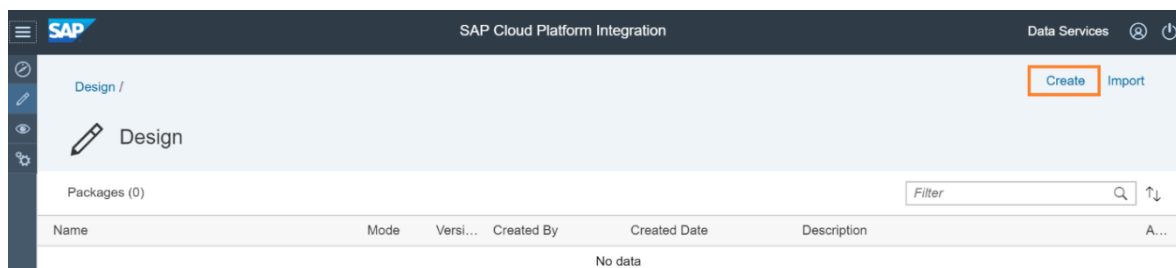 SAP SAP Cloud Platform Integration Data Services
Design / Create Import
Design
Packages (0) Filter
Name Mode Versi... Created By Created Date Description A...
No data